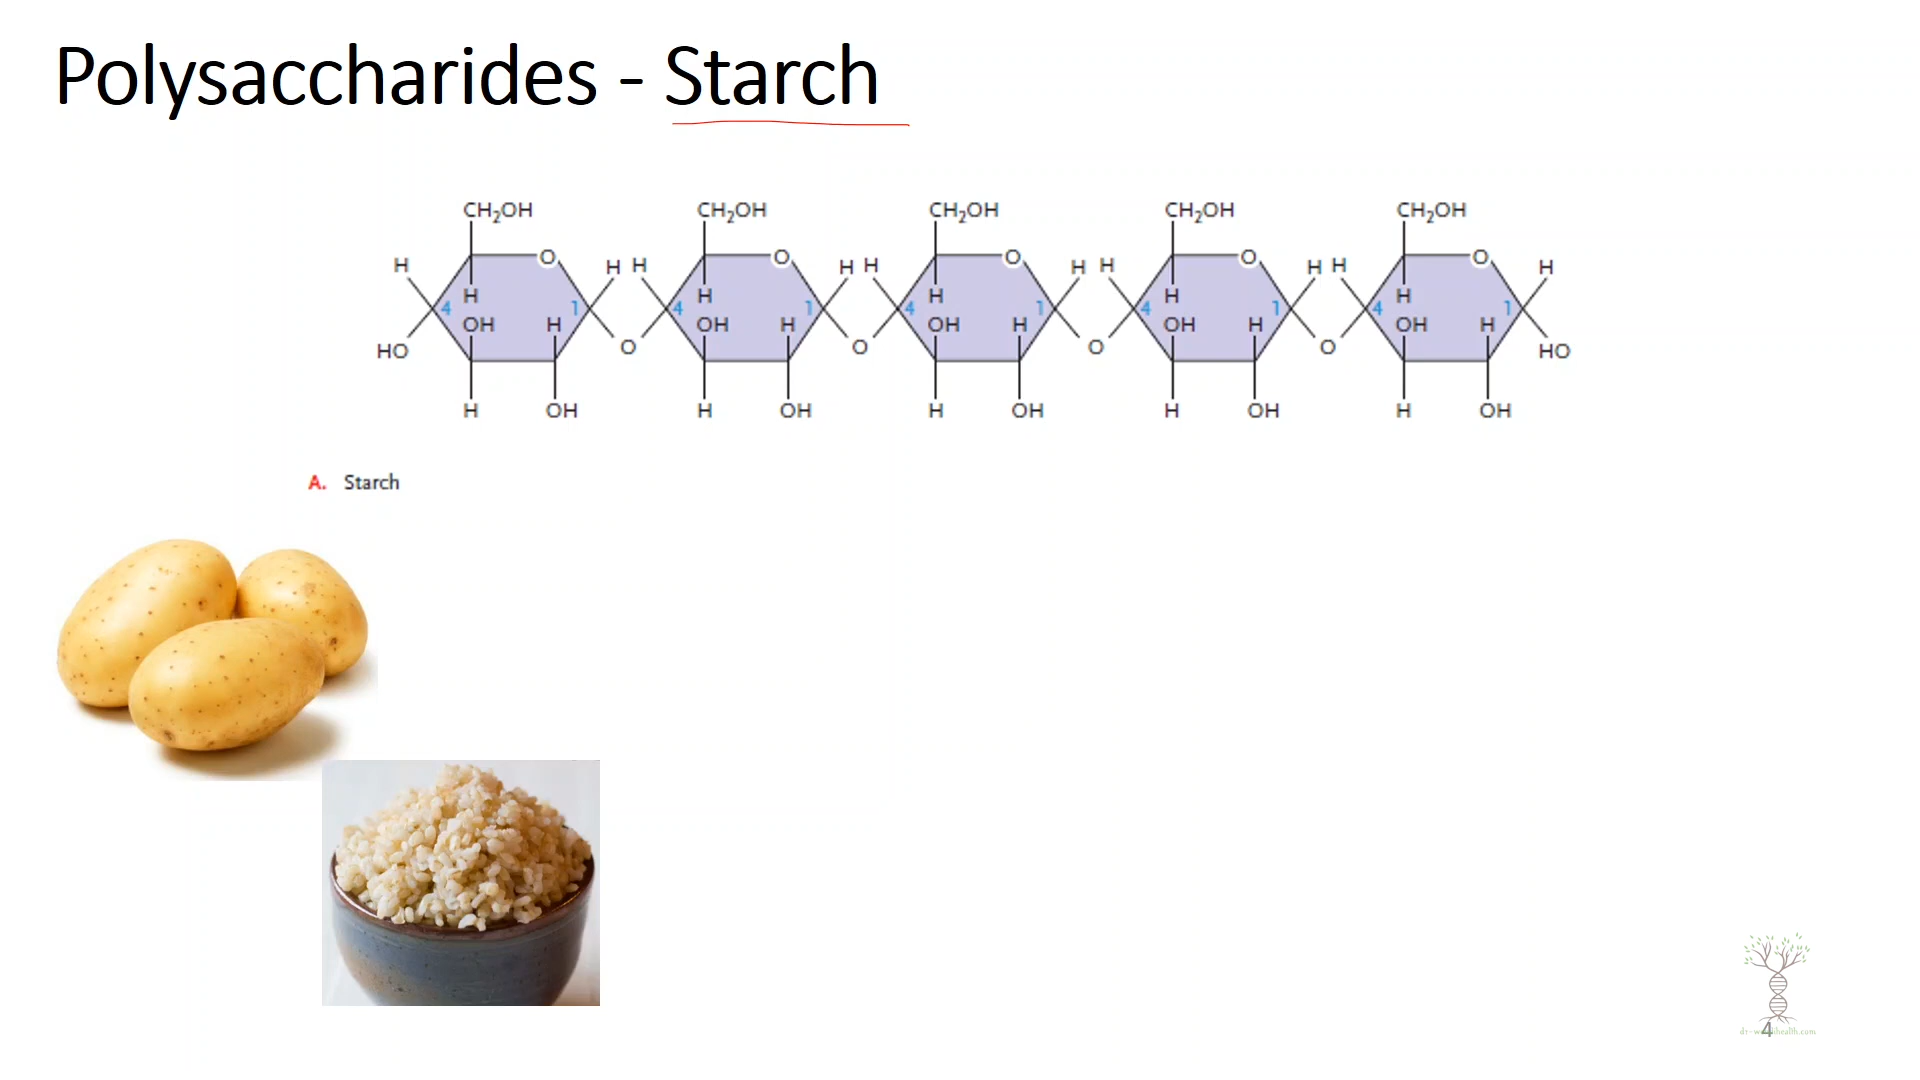 Polysaccharides - Starch
CH2OH CH2OH CH2OH CH2OH CH2OH
O O O O O
H H H H H H H H H H
H H H H H
4 1 4 1 4 1 4 1 4 1
OH H OH H OH H OH H OH H
HO O O O O HO
H OH H OH H OH H OH H OH
A. Starch
4